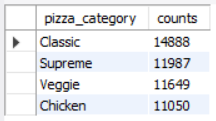 pizza_category counts
Classic 14888
Supreme 11987
Veggie 11649
Chicken 11050